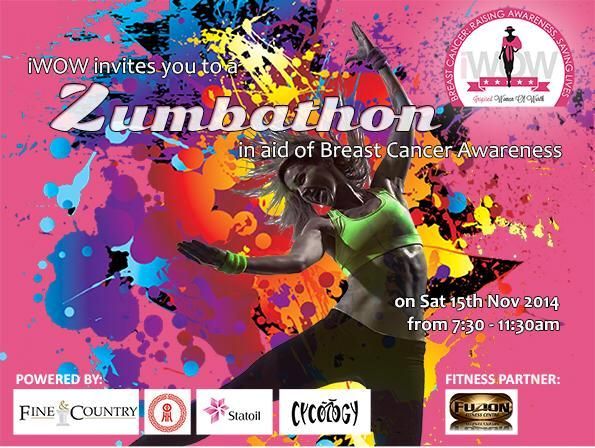 iWOW invites you to a
Zumbathon
in aid of Breast Cancer Awareness
BREAST CANCER: RAISING AWARENESS, SAVING LIVES
iWOW
Inspired Women Of Worth
on Sat 15th Nov 2014
from 7:30 - 11:30am
POWERED BY:
FINE & COUNTRY
Statoil
CYCOLOGY
FITNESS PARTNER:
FUZION
FITNESS CENTRE